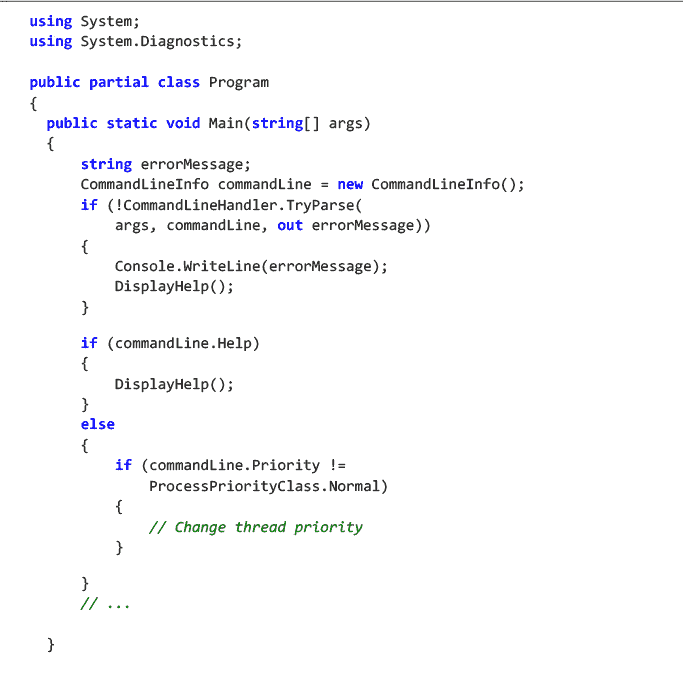 using System;
using System.Diagnostics;
public partial class Program
{
public static void Main(string[] args)
{
string errorMessage;
CommandLineInfo commandLine = new CommandLineInfo();
if (!CommandLineHandler.TryParse(
args, commandLine, out errorMessage))
{
Console.WriteLine(errorMessage);
DisplayHelp();
}
if (commandLine.Help)
{
DisplayHelp();
}
else
{
if (commandLine.Priority !=
ProcessPriorityClass.Normal)
{
// Change thread priority
}
}
// ...
}